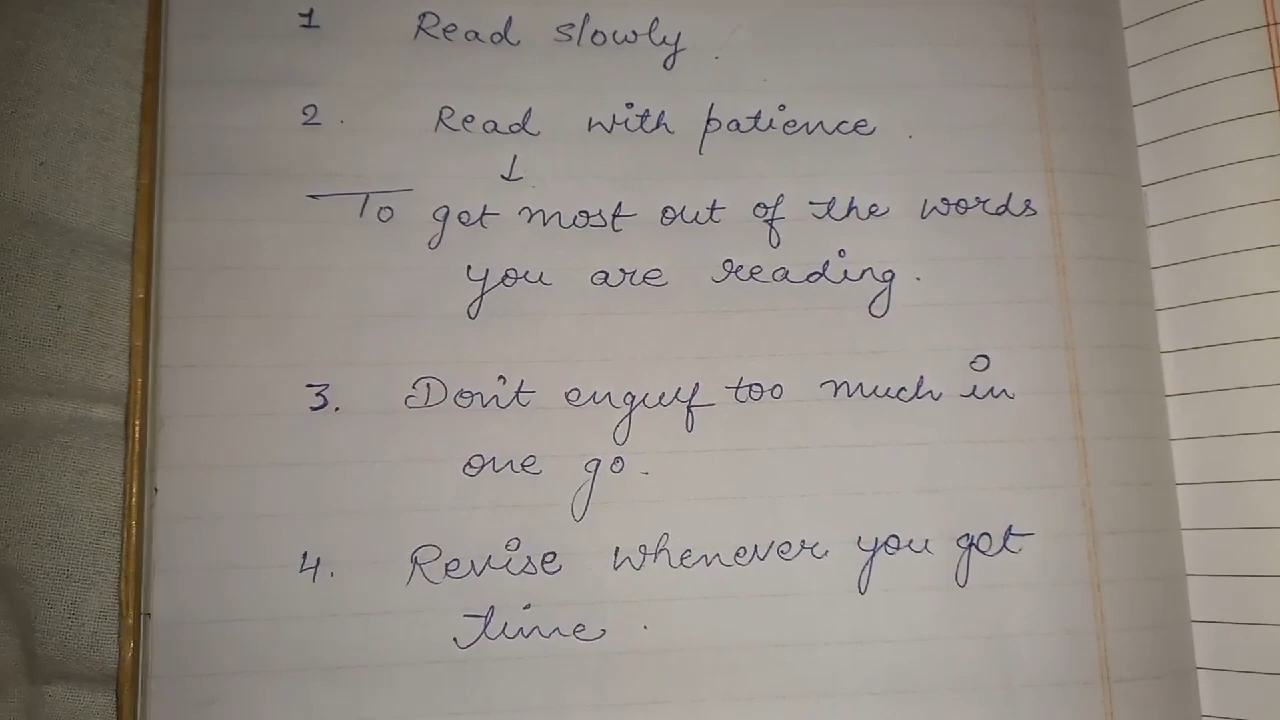 1 Read slowly.
2. Read with patience.
↓
To get most out of the words
you are reading.
3. Don't engulf too much in
one go.
4. Revise whenever you get
time.